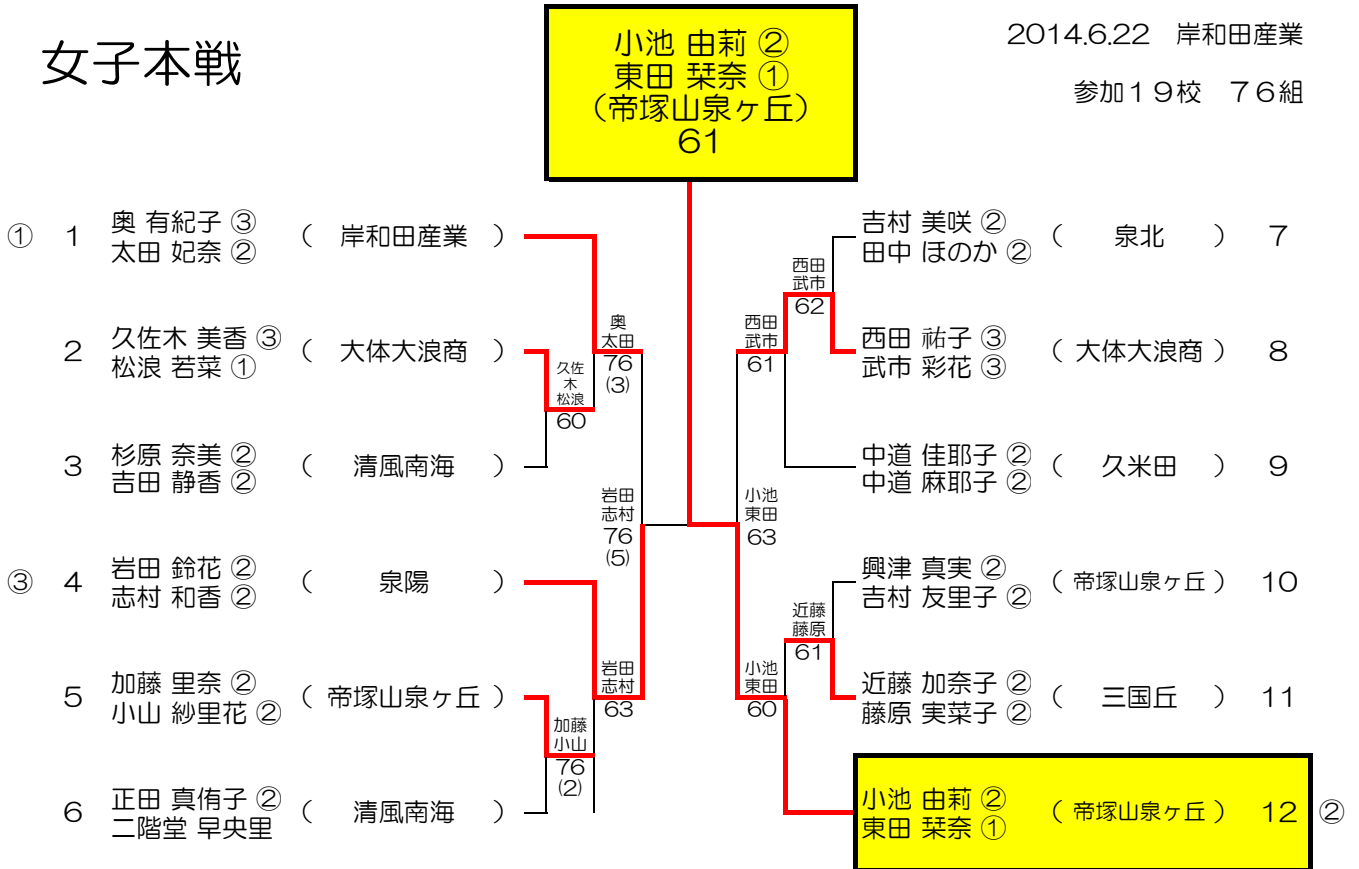 女子本戦
小池 由莉 ②
東田 栞奈 ①
（帝塚山泉ヶ丘）
61
2014.6.22 岸和田産業
参加１９校 ７６組
① 1 奥 有紀子 ③ （ 岸和田産業 ）
太田 妃奈 ②
2 久佐木 美香 ③ （ 大体大浪商 ）
松浪 若菜 ①
3 杉原 奈美 ② （ 清風南海 ）
吉田 静香 ②
③ 4 岩田 鈴花 ② （ 泉陽 ）
志村 和香 ②
5 加藤 里奈 ② （ 帝塚山泉ヶ丘 ）
小山 紗里花 ②
6 正田 真侑子 ② （ 清風南海 ）
二階堂 早央里
久佐
木
松浪
60
加藤
小山
76
(2)
奥
太田
76
(3)
岩田
志村
63
岩田
志村
76
(5)
小池
東田
63
西田
武市
61
小池
東田
60
西田
武市
62
近藤
藤原
61
吉村 美咲 ② （ 泉北 ） 7
田中 ほのか ②
西田 祐子 ③ （ 大体大浪商 ） 8
武市 彩花 ③
中道 佳耶子 ② （ 久米田 ） 9
中道 麻耶子 ②
興津 真実 ② （ 帝塚山泉ヶ丘 ） 10
吉村 友里子 ②
近藤 加奈子 ② （ 三国丘 ） 11
藤原 実菜子 ②
小池 由莉 ② （ 帝塚山泉ヶ丘 ） 12 ②
東田 栞奈 ①